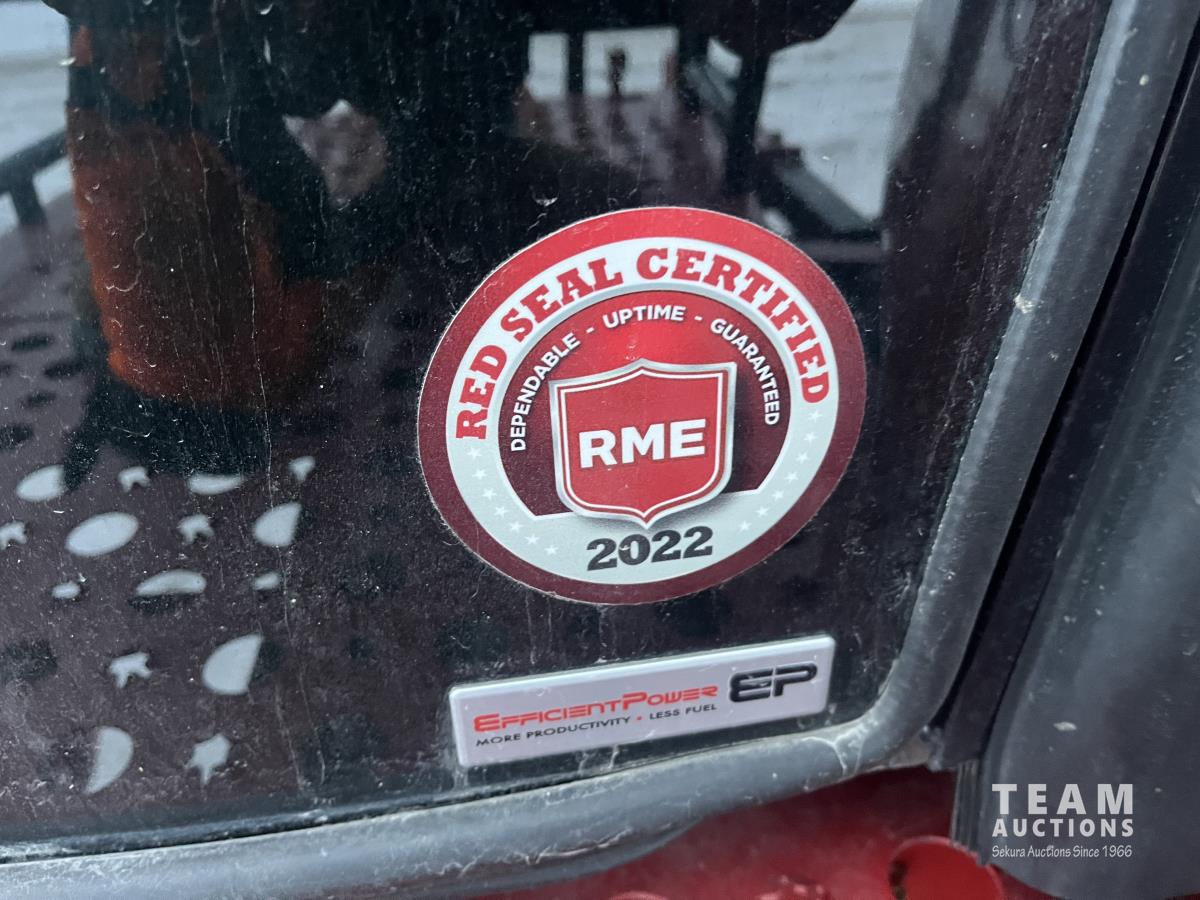 RED SEAL CERTIFIED
DEPENDABLE - UPTIME - GUARANTEED
RME
2022
EFFICIENTPOWER EP
MORE PRODUCTIVITY • LESS FUEL
TEAM
AUCTIONS
Sekura Auctions Since 1966